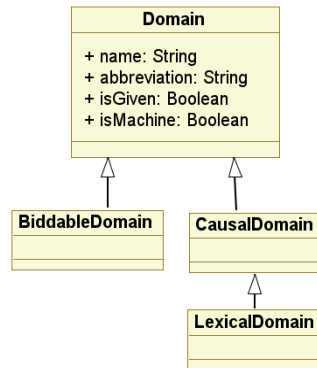 Domain
+ name: String
+ abbreviation: String
+ isGiven: Boolean
+ isMachine: Boolean
BiddableDomain
CausalDomain
LexicalDomain